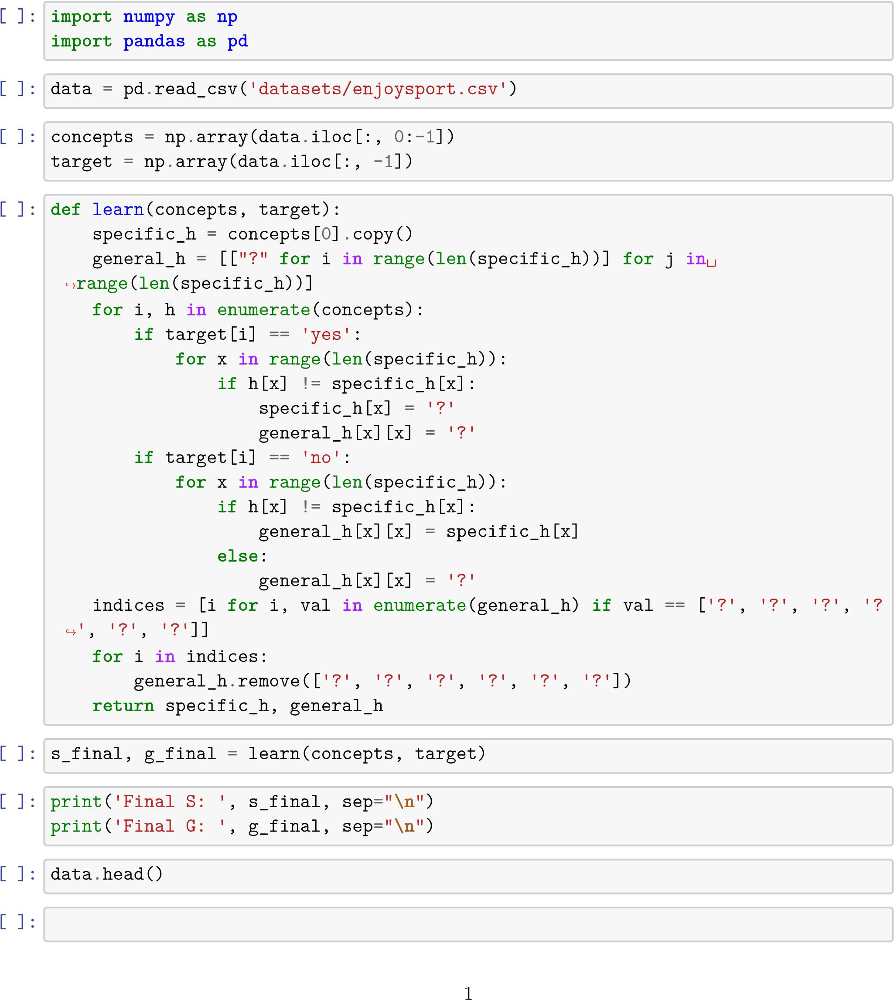 [ ]: import numpy as np
import pandas as pd
[ ]: data = pd.read_csv('datasets/enjoysport.csv')
[ ]: concepts = np.array(data.iloc[:, 0:-1])
target = np.array(data.iloc[:, -1])
[ ]: def learn(concepts, target):
    specific_h = concepts[0].copy()
    general_h = [["?" for i in range(len(specific_h))] for j in␣
↪range(len(specific_h))]
    for i, h in enumerate(concepts):
        if target[i] == 'yes':
            for x in range(len(specific_h)):
                if h[x] != specific_h[x]:
                    specific_h[x] = '?'
                    general_h[x][x] = '?'
        if target[i] == 'no':
            for x in range(len(specific_h)):
                if h[x] != specific_h[x]:
                    general_h[x][x] = specific_h[x]
                else:
                    general_h[x][x] = '?'
    indices = [i for i, val in enumerate(general_h) if val == ['?', '?', '?', '?
↪', '?', '?']]
    for i in indices:
        general_h.remove(['?', '?', '?', '?', '?', '?'])
    return specific_h, general_h
[ ]: s_final, g_final = learn(concepts, target)
[ ]: print('Final S: ', s_final, sep="\n")
print('Final G: ', g_final, sep="\n")
[ ]: data.head()
[ ]:
1